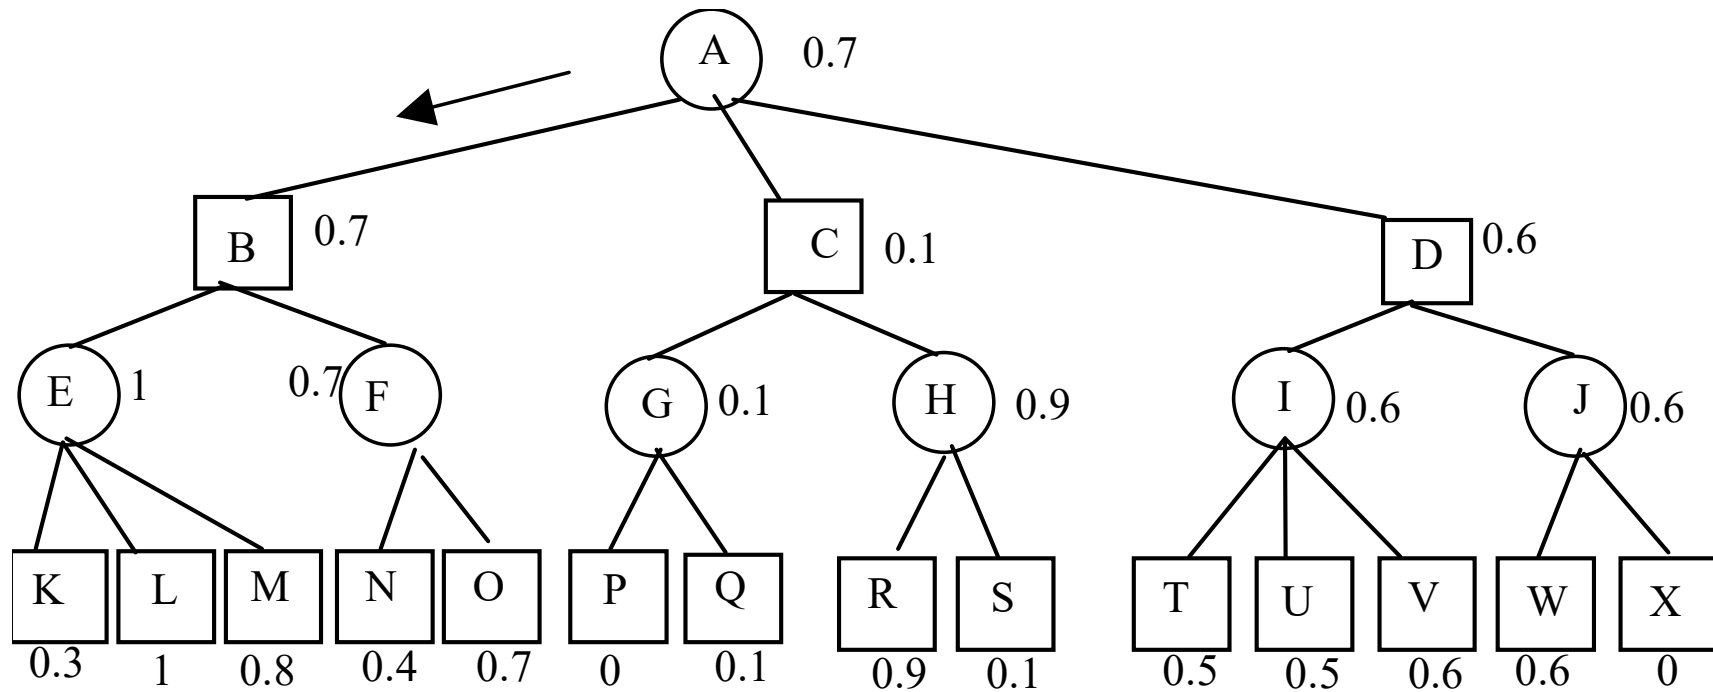 A 0.7
B 0.7 C 0.1 D 0.6
E 1 0.7 F G 0.1 H 0.9 I 0.6 J 0.6
K L M N O P Q R S T U V W X
0.3 1 0.8 0.4 0.7 0 0.1 0.9 0.1 0.5 0.5 0.6 0.6 0